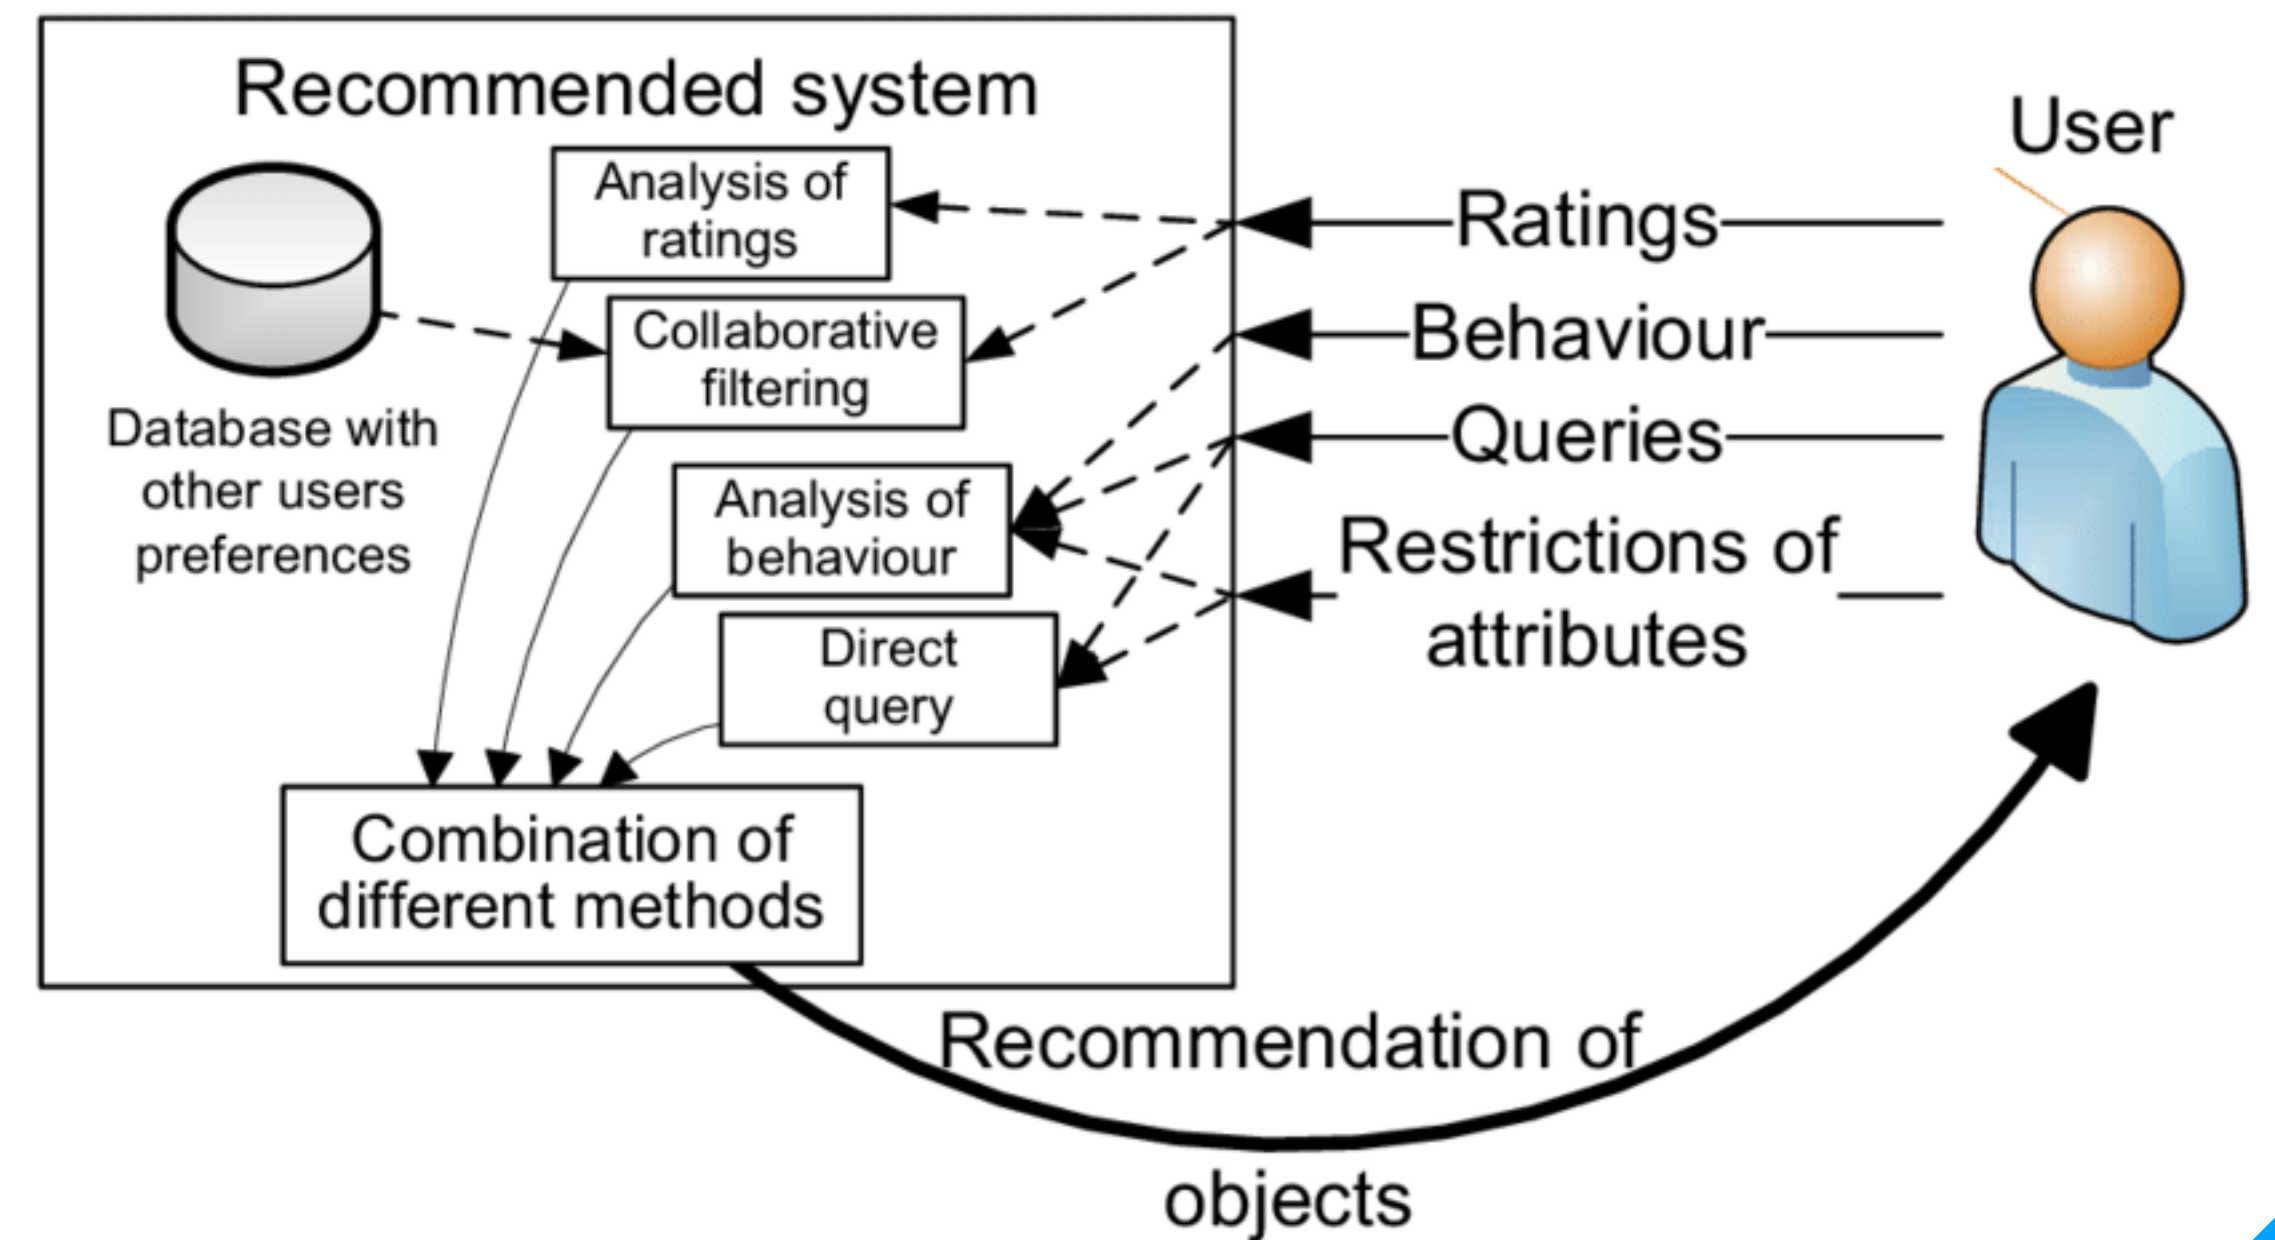 Recommended system
User
Analysis of
ratings
Ratings
Collaborative
filtering
Behaviour
Database with
other users
preferences
Queries
Analysis of
behaviour
Restrictions of
attributes
Direct
query
Combination of
different methods
Recommendation of
objects